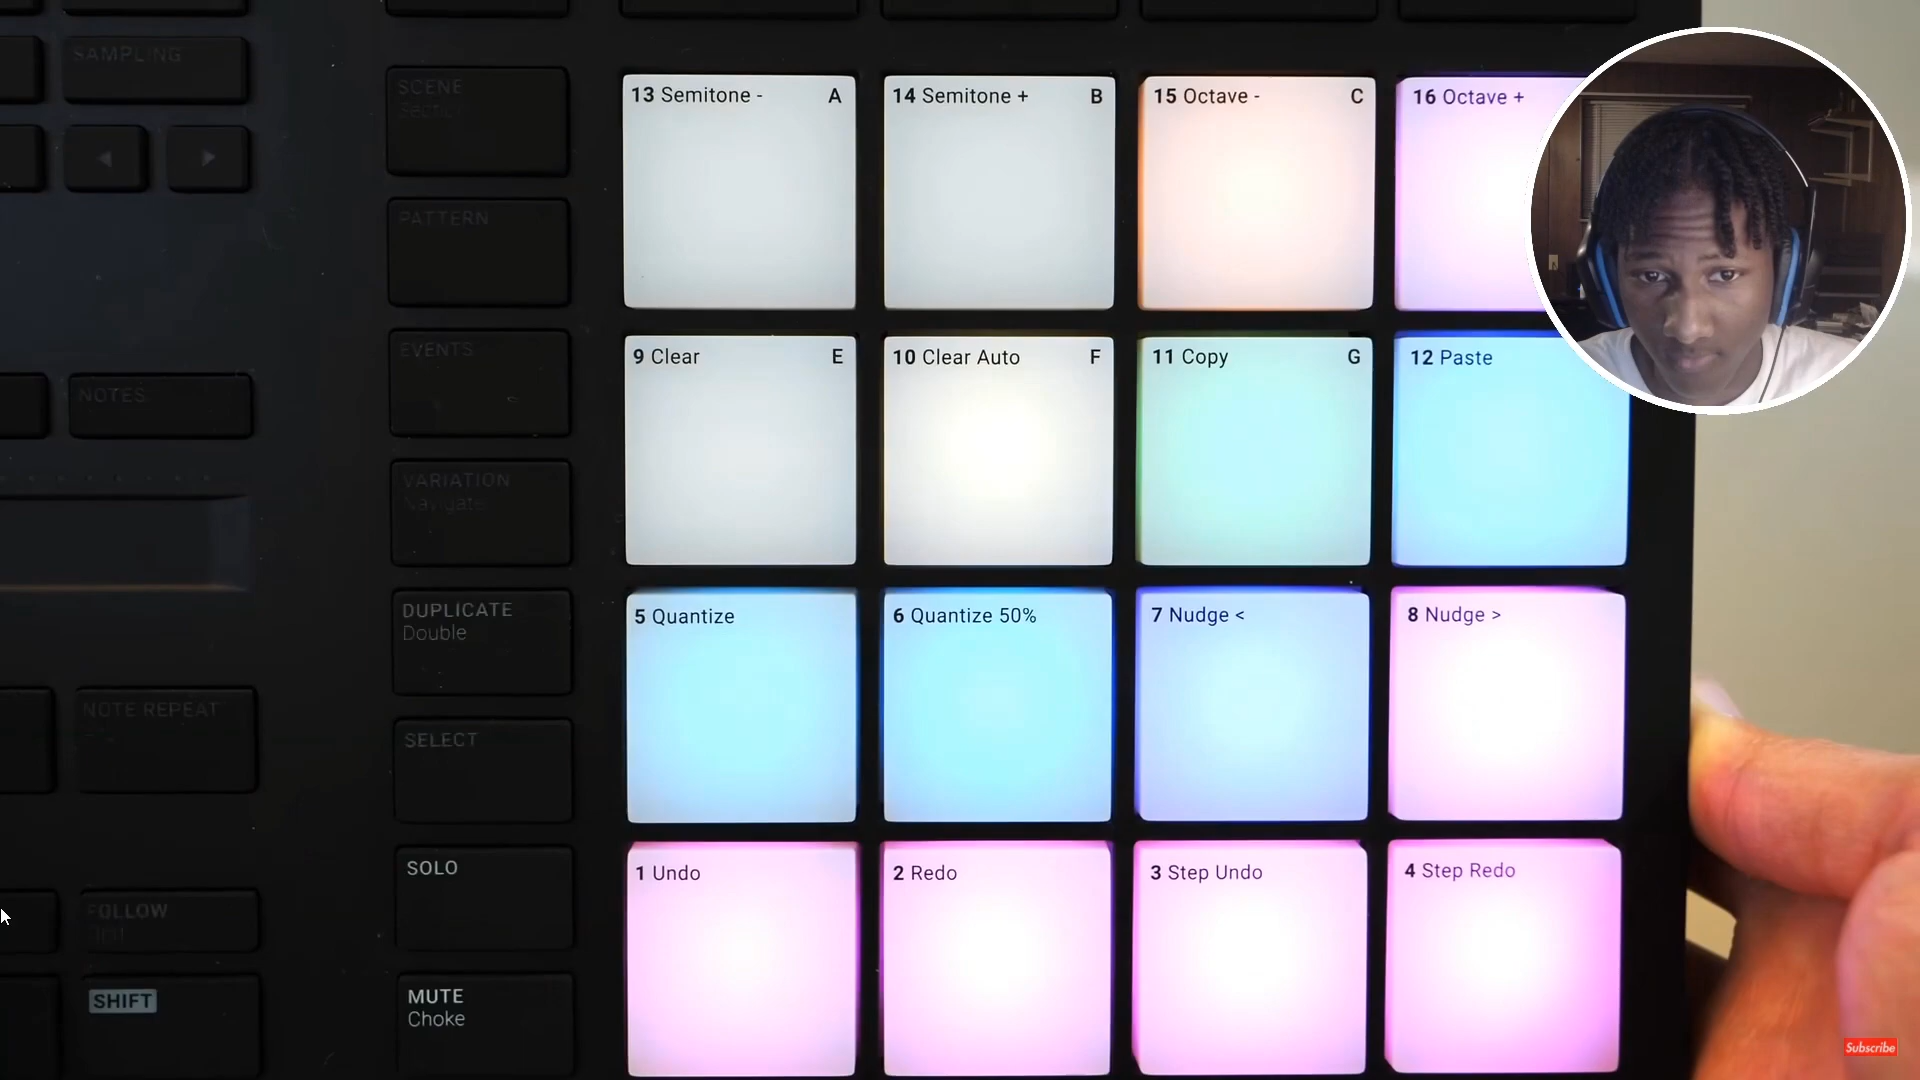 SAMPLING
SCENE
Section
13 Semitone - A
14 Semitone + B
15 Octave - C
16 Octave +
PATTERN
EVENTS
9 Clear E
10 Clear Auto F
11 Copy G
12 Paste
NOTES
VARIATION
Navigate
DUPLICATE
Double
5 Quantize
6 Quantize 50%
7 Nudge <
8 Nudge >
NOTE REPEAT
SELECT
SOLO
1 Undo
2 Redo
3 Step Undo
4 Step Redo
FOLLOW
SHIFT
MUTE
Choke
Subscribe